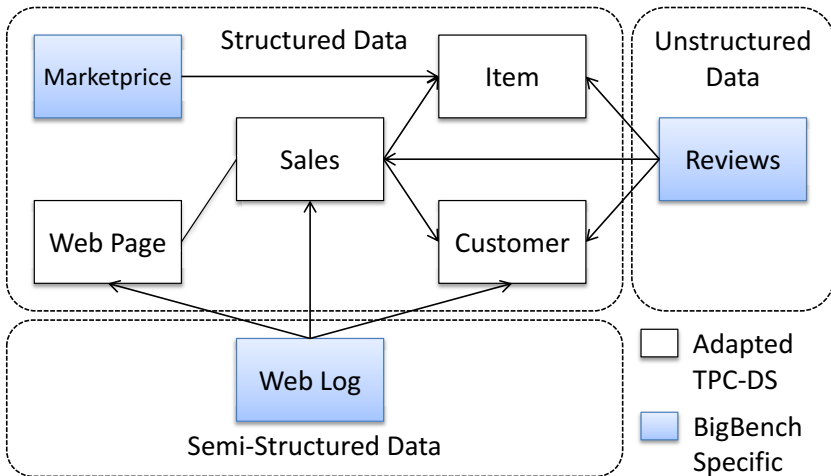 Structured Data
Unstructured
Data
Marketprice
Item
Sales
Reviews
Web Page
Customer
Web Log
Semi-Structured Data
Adapted
TPC-DS
BigBench
Specific